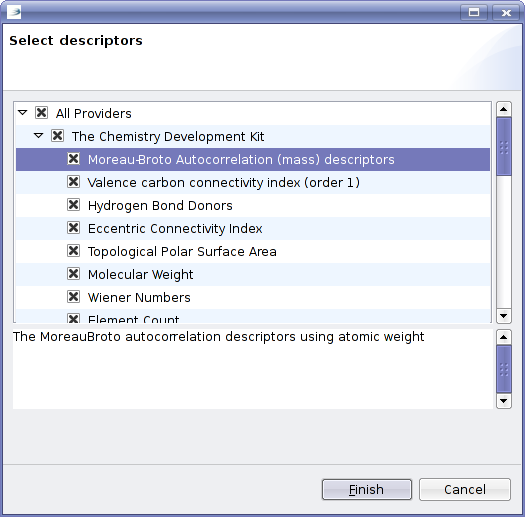 Select descriptors
All Providers
The Chemistry Development Kit
Moreau-Broto Autocorrelation (mass) descriptors
Valence carbon connectivity index (order 1)
Hydrogen Bond Donors
Eccentric Connectivity Index
Topological Polar Surface Area
Molecular Weight
Wiener Numbers
Element Count
The MoreauBroto autocorrelation descriptors using atomic weight
Finish
Cancel